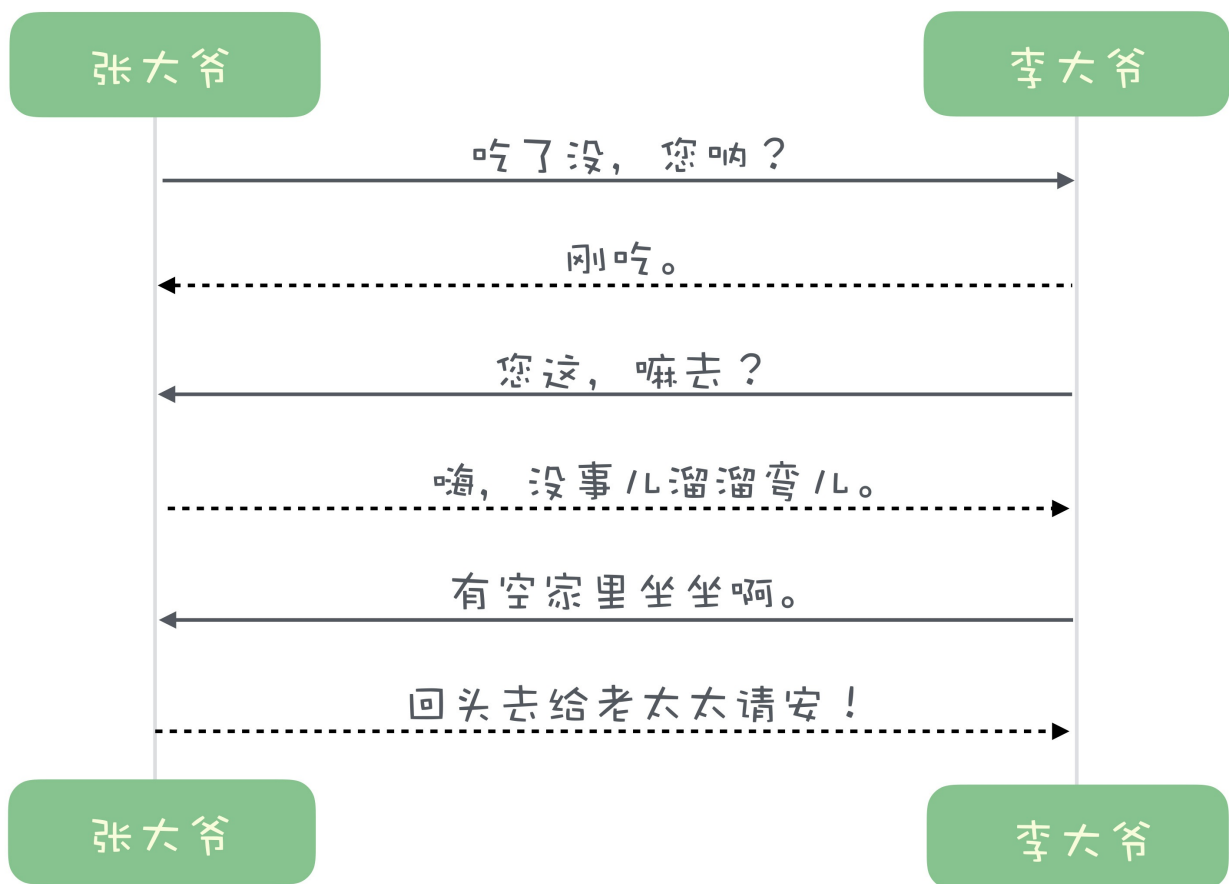 张大爷
李大爷
吃了没，您呐？
刚吃。
您这，嘛去？
嗨，没事儿溜溜弯儿。
有空家里坐坐啊。
回头去给老太太请安！
张大爷
李大爷